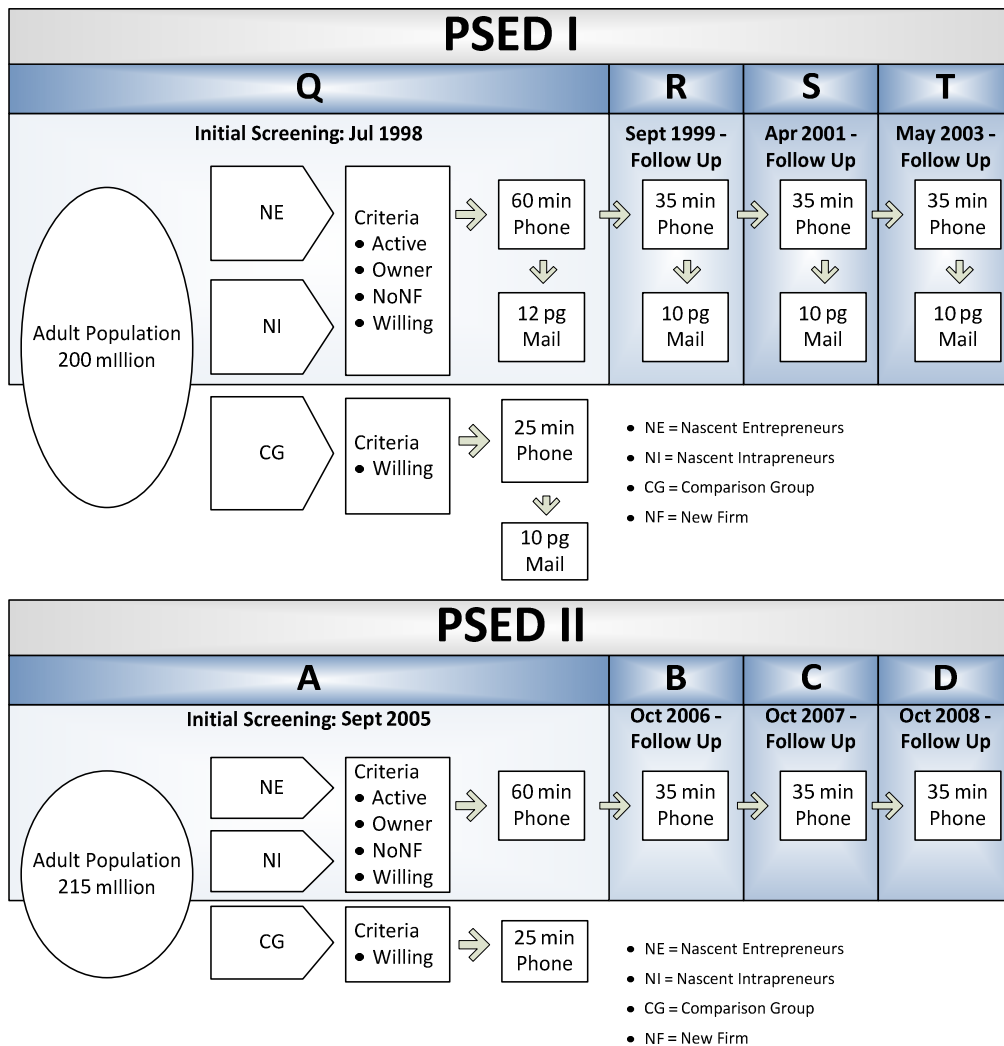 PSED I
Q
R
S
T
Initial Screening: Jul 1998
Sept 1999 -
Follow Up
Apr 2001 -
Follow Up
May 2003 -
Follow Up
Adult Population
200 mIllion
NE
NI
Criteria
• Active
• Owner
• NoNF
• Willing
60 min
Phone
35 min
Phone
35 min
Phone
35 min
Phone
12 pg
Mail
10 pg
Mail
10 pg
Mail
10 pg
Mail
CG
Criteria
• Willing
25 min
Phone
10 pg
Mail
• NE = Nascent Entrepreneurs
• NI = Nascent Intrapreneurs
• CG = Comparison Group
• NF = New Firm
PSED II
A
B
C
D
Initial Screening: Sept 2005
Oct 2006 -
Follow Up
Oct 2007 -
Follow Up
Oct 2008 -
Follow Up
Adult Population
215 mIllion
NE
NI
Criteria
• Active
• Owner
• NoNF
• Willing
60 min
Phone
35 min
Phone
35 min
Phone
35 min
Phone
CG
Criteria
• Willing
25 min
Phone
• NE = Nascent Entrepreneurs
• NI = Nascent Intrapreneurs
• CG = Comparison Group
• NF = New Firm